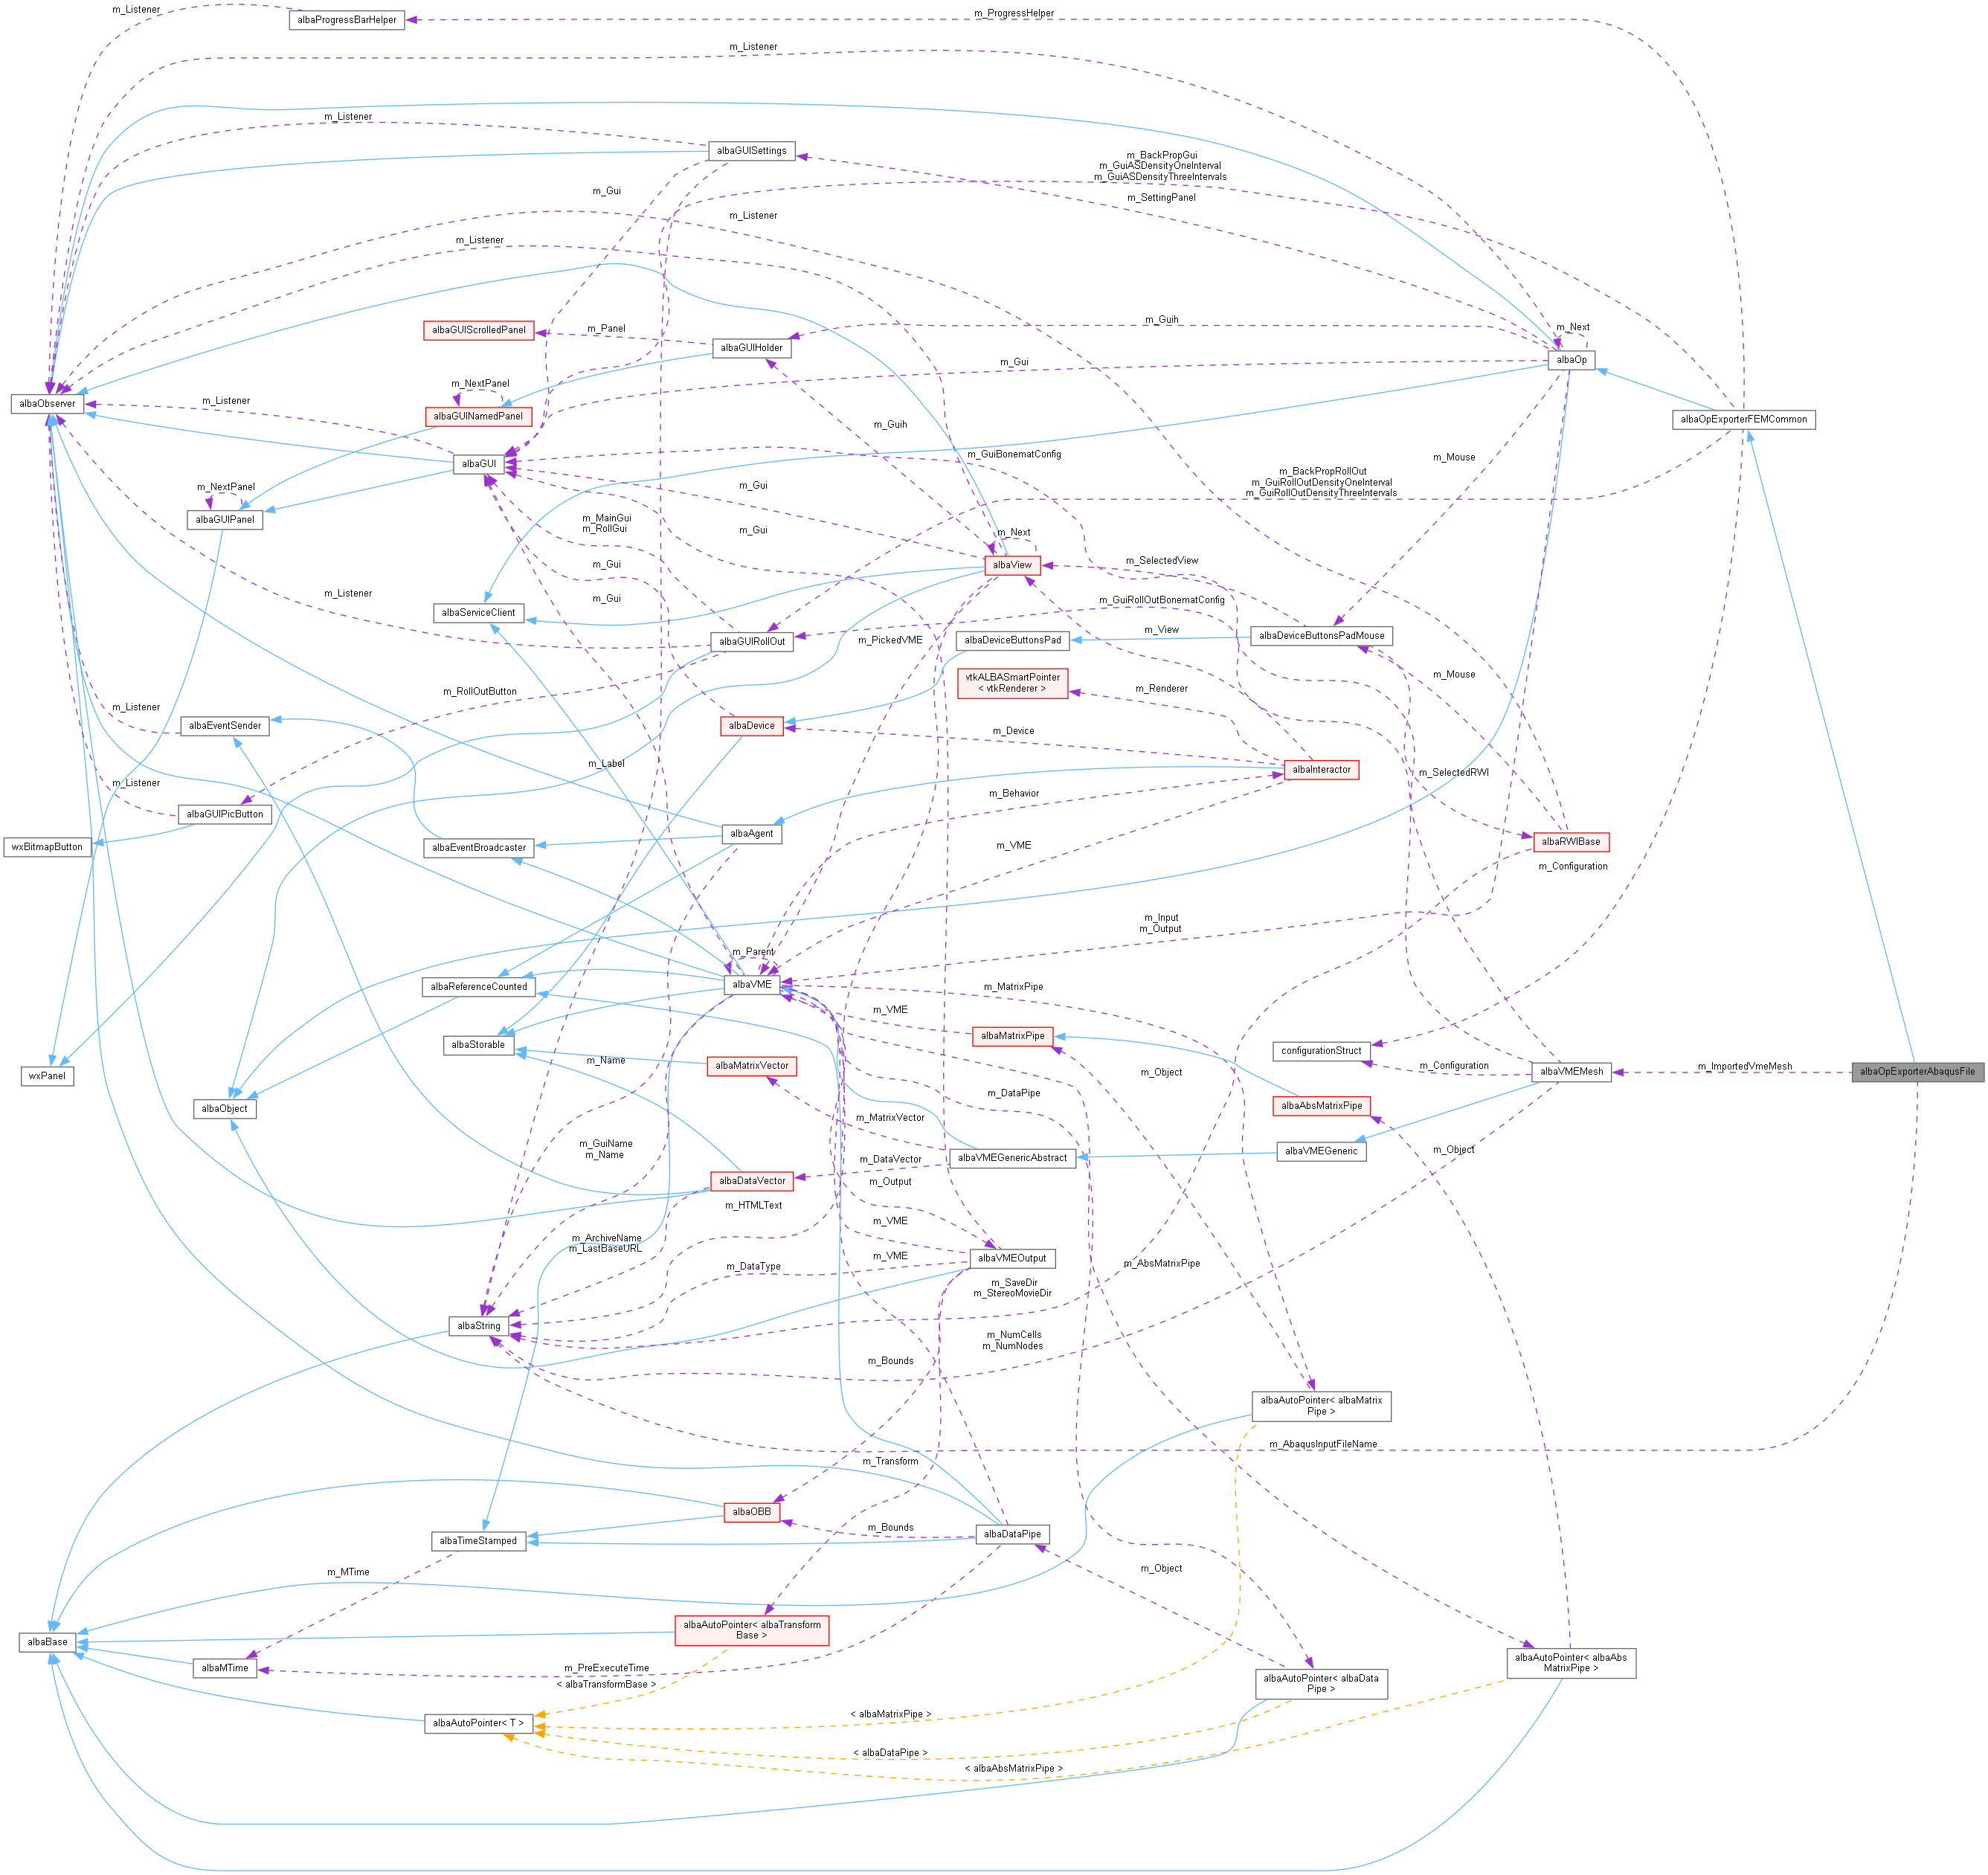 m_Listener
albaProgressBarHelper
m_ProgressHelper
m_Listener
m_Listener
albaGUISettings
m_BackPropGui
m_GuiASDensityOneInterval
m_GuiASDensityThreeIntervals
m_Gui
m_SettingPanel
m_Listener
m_Listener
m_Guih
albaGUIScrolledPanel
m_Panel
m_Next
albaGUIHolder
albaOp
m_Gui
m_NextPanel
albaObserver
m_Listener
albaGUINamedPanel
albaOpExporterFEMCommon
m_Guih
m_GuiBonematConfig
m_Mouse
albaGUI
m_BackPropRollOut
m_GuiRollOutDensityOneInterval
m_GuiRollOutDensityThreeIntervals
m_NextPanel
m_Gui
albaGUIPanel
m_MainGui
m_RollGui
m_Gui
m_Next
m_Gui
albaView
m_SelectedView
m_Listener
m_Gui
m_GuiRollOutBonematConfig
albaServiceClient
albaGUIRollOut
m_PickedVME
albaDeviceButtonsPad
m_View
albaDeviceButtonsPadMouse
vtkALBASmartPointer
< vtkRenderer >
m_Renderer
m_Mouse
m_RollOutButton
m_Listener
albaEventSender
albaDevice
m_Device
m_Label
albaInteractor
m_SelectedRWI
m_Listener
m_Behavior
albaGUIPicButton
albaAgent
wxBitmapButton
albaEventBroadcaster
m_VME
albaRWIBase
m_Configuration
m_Input
m_Output
m_Parent
albaReferenceCounted
albaVME
m_MatrixPipe
m_VME
albaMatrixPipe
albaStorable
configurationStruct
m_Name
albaMatrixVector
m_Configuration
m_ImportedVmeMesh
wxPanel
m_Object
albaVMEMesh
albaOpExporterAbaqusFile
albaObject
m_DataPipe
albaAbsMatrixPipe
m_MatrixVector
m_GuiName
m_Name
albaVMEGenericAbstract
albaVMEGeneric
m_Object
m_DataVector
albaDataVector
m_Output
m_HTMLText
m_VME
m_ArchiveName
m_LastBaseURL
m_VME
albaVMEOutput
m_AbsMatrixPipe
m_DataType
m_SaveDir
m_StereoMovieDir
albaString
m_NumCells
m_NumNodes
m_Bounds
albaAutoPointer< albaMatrix
Pipe >
m_AbaqusInputFileName
m_Transform
albaOBB
m_Bounds
albaDataPipe
albaTimeStamped
m_MTime
m_Object
albaAutoPointer< albaTransform
Base >
albaBase
albaMTime
m_PreExecuteTime
albaAutoPointer< albaAbs
MatrixPipe >
< albaTransformBase >
albaAutoPointer< albaData
Pipe >
albaAutoPointer< T >
< albaMatrixPipe >
< albaDataPipe >
< albaAbsMatrixPipe >